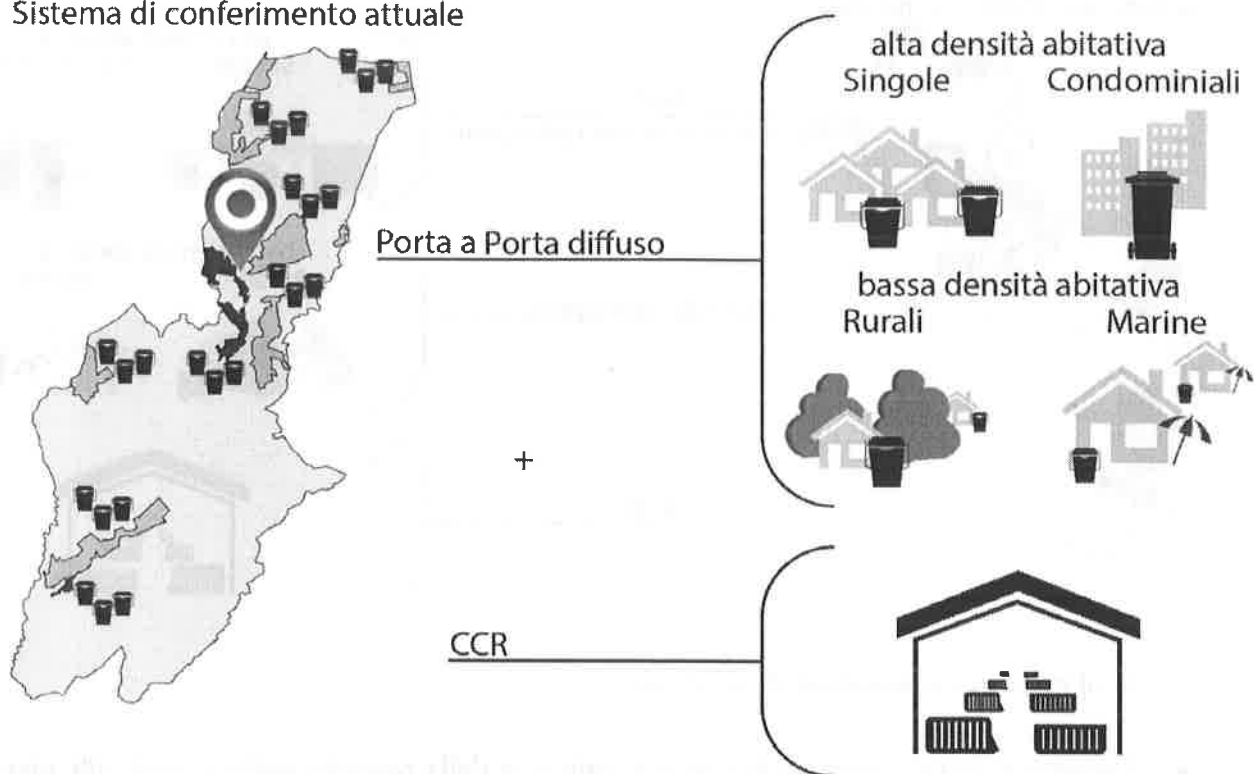 Sistema di conferimento attuale
alta densità abitativa
Singole Condominiali
Porta a Porta diffuso
bassa densità abitativa
Rurali Marine
+
CCR